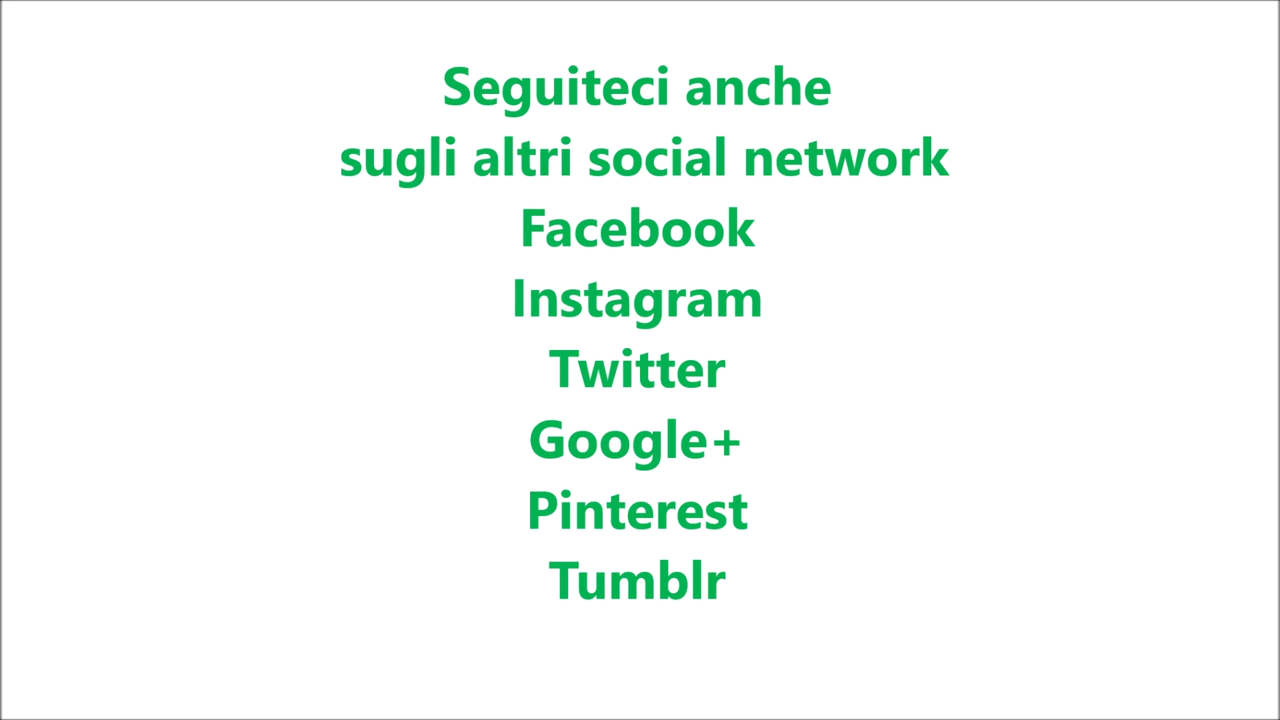 Seguiteci anche
sugli altri social network
Facebook
Instagram
Twitter
Google+
Pinterest
Tumblr